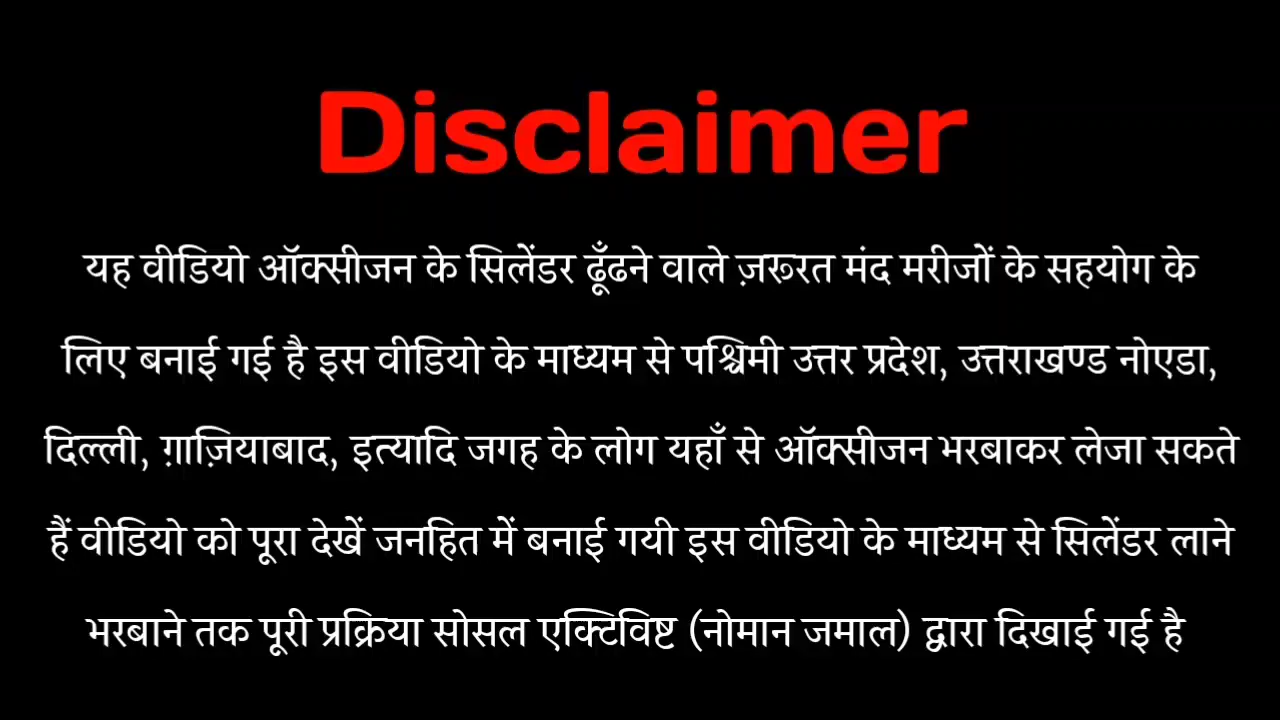 Disclaimer
यह वीडियो ऑक्सीजन के सिलेंडर ढूँढने वाले ज़रूरत मंद मरीजों के सहयोग के
लिए बनाई गई है इस वीडियो के माध्यम से पश्चिमी उत्तर प्रदेश, उत्तराखण्ड नोएडा,
दिल्ली, ग़ाज़ियाबाद, इत्यादि जगह के लोग यहाँ से ऑक्सीजन भरबाकर लेजा सकते
हैं वीडियो को पूरा देखें जनहित में बनाई गयी इस वीडियो के माध्यम से सिलेंडर लाने
भरबाने तक पूरी प्रक्रिया सोसल एक्टिविष्ट (नोमान जमाल) द्वारा दिखाई गई है